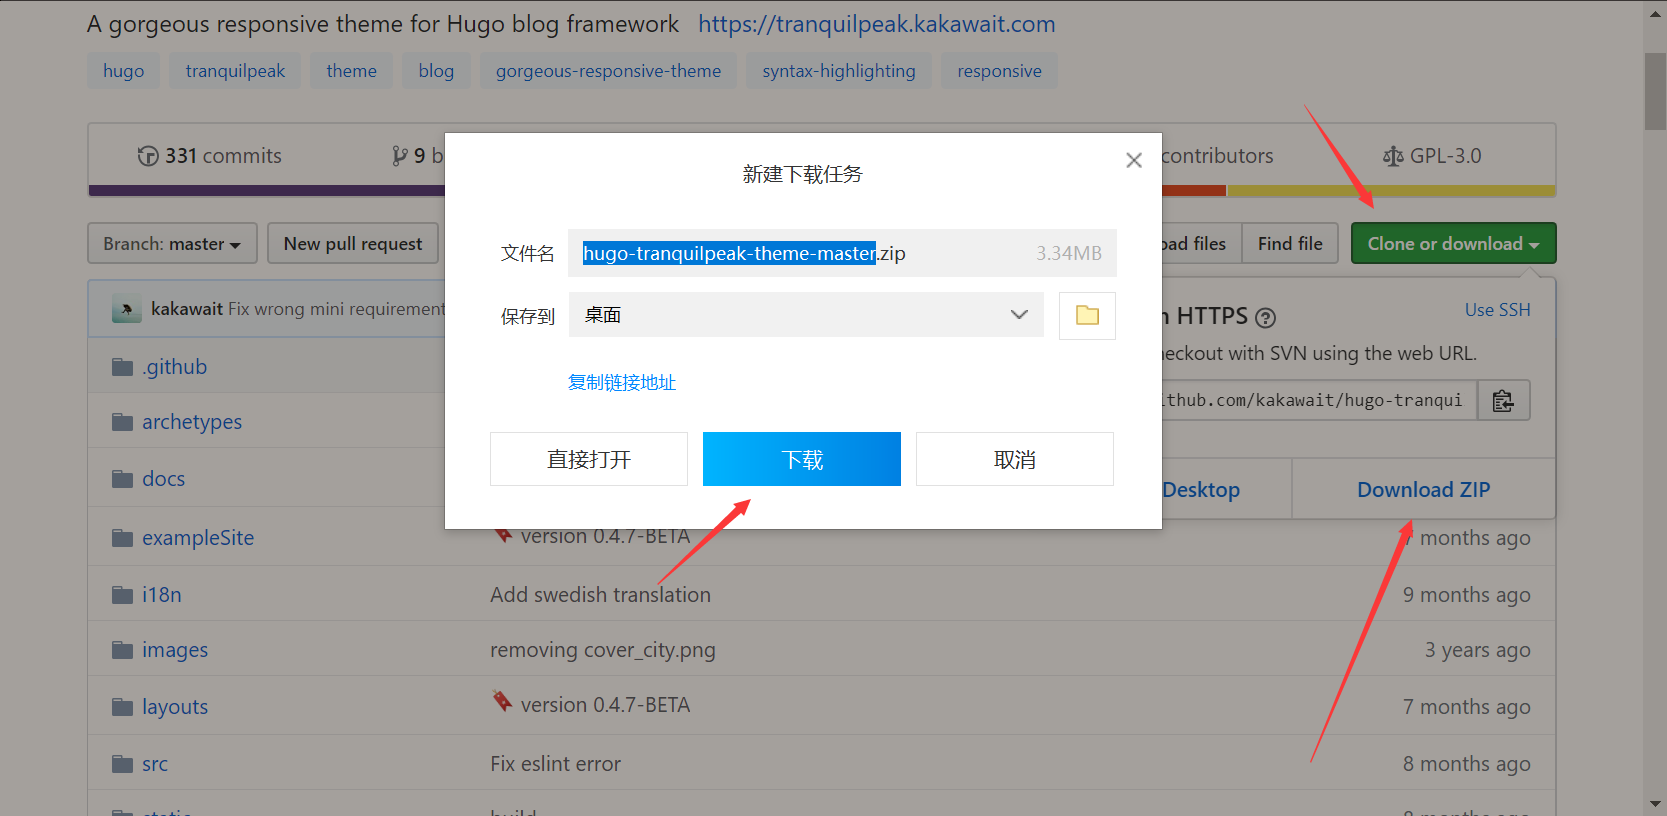 A gorgeous responsive theme for Hugo blog framework https://tranquilpeak.kakawait.com
hugo tranquilpeak theme blog gorgeous-responsive-theme syntax-highlighting responsive
331 commits 9 b contributors GPL-3.0
Branch: master New pull request oad files Find file Clone or download
新建下载任务
文件名 hugo-tranquilpeak-theme-master.zip 3.34MB
保存到 桌面
复制链接地址
直接打开 下载 取消
kakawait Fix wrong mini requirement
HTTPS Use SSH
eckout with SVN using the web URL.
thub.com/kakawait/hugo-tranqui
Desktop Download ZIP
.github
archetypes
docs
exampleSite version 0.4.7-BETA 7 months ago
i18n Add swedish translation 9 months ago
images removing cover_city.png 3 years ago
layouts version 0.4.7-BETA 7 months ago
src Fix eslint error 8 months ago